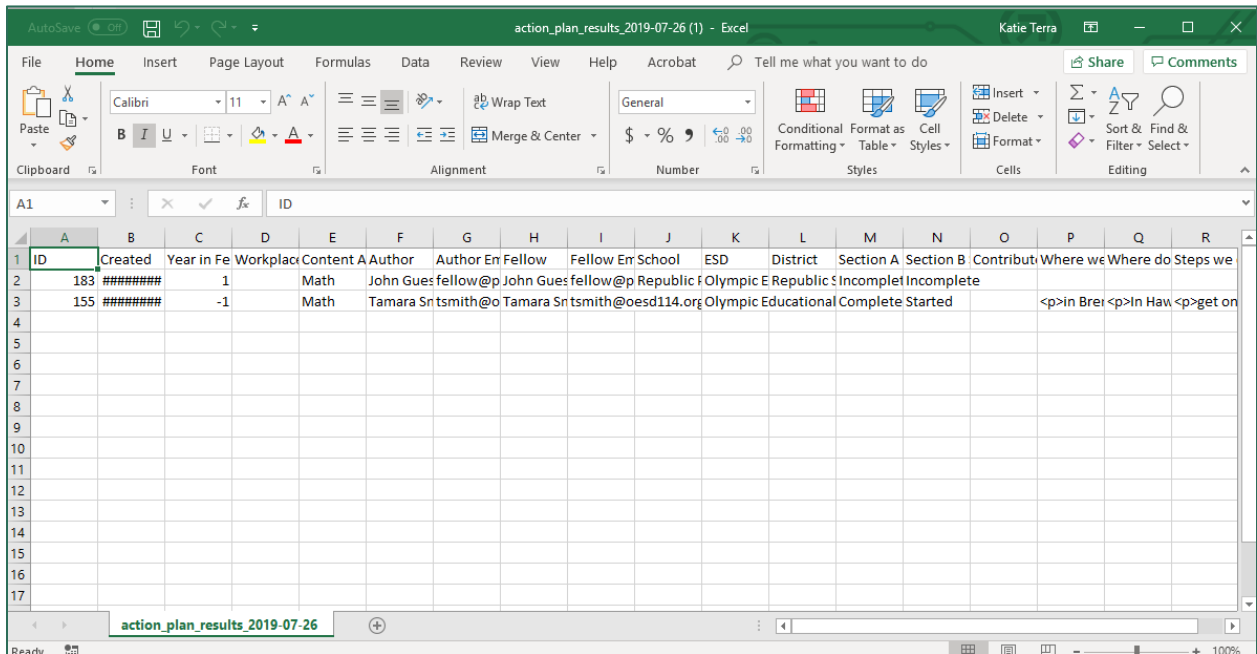 AutoSave Off action_plan_results_2019-07-26 (1) - Excel Katie Terra
File Home Insert Page Layout Formulas Data Review View Help Acrobat Tell me what you want to do Share Comments
Paste
Calibri 11 A^ A˅ Wrap Text General Conditional Formatting Format as Table Cell Styles Insert Delete Format Sort & Filter Find & Select
B I U A Merge & Center $ % 9 .00 .0
Clipboard Font Alignment Number Styles Cells Editing
A1 fx ID
A B C D E F G H I J K L M N O P Q R
1 ID Created Year in Fe Workplace Content A Author Author Em Fellow Fellow Em School ESD District Section A Section B Contribut Where we Where do Steps we
2 183 ######## 1 Math John Gues fellow@p John Gues fellow@p Republic Olympic E Republic S Incomplet Incomplete
3 155 ######## -1 Math Tamara Sn tsmith@o Tamara Sn tsmith@oesd114.org Olympic Educational Complete Started <p>in Brer <p>In Haw <p>get on
4
5
6
7
8
9
10
11
12
13
14
15
16
17
action_plan_results_2019-07-26
Ready 100%